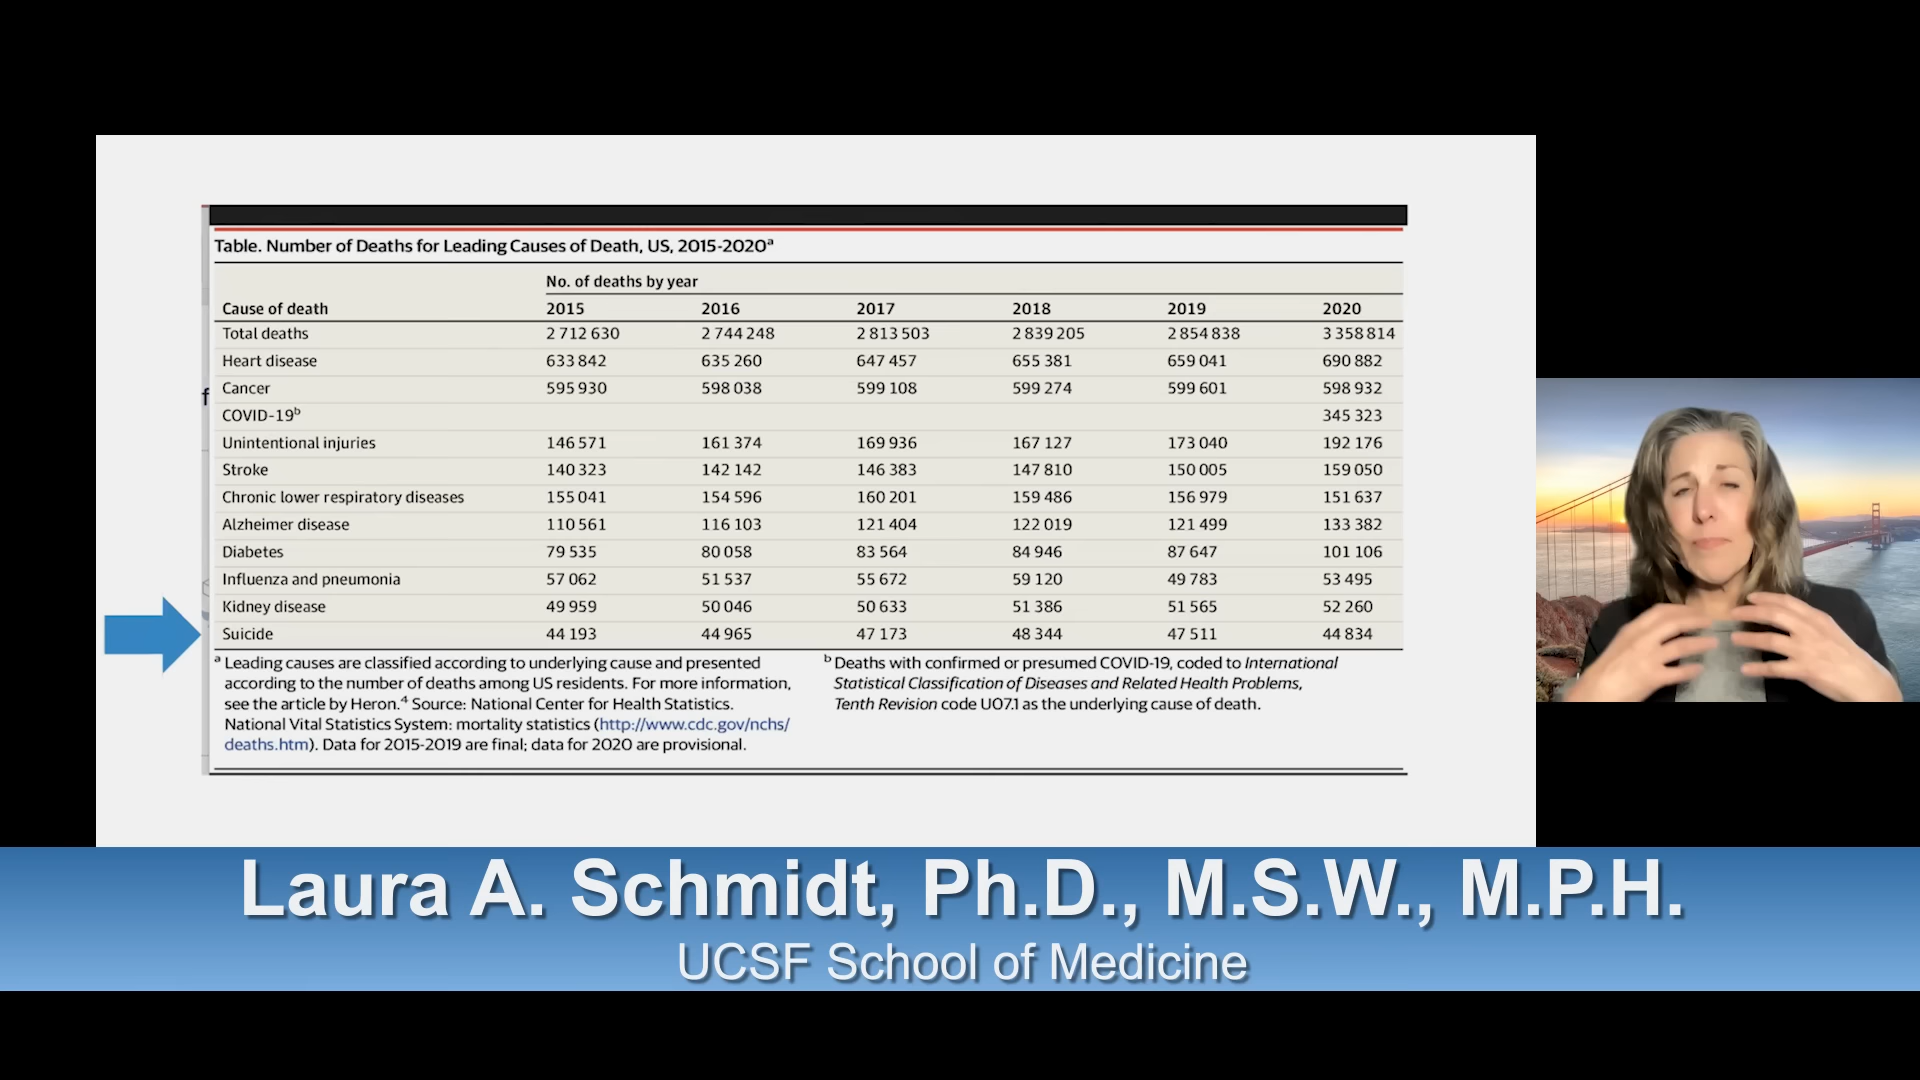 Table. Number of Deaths for Leading Causes of Death, US, 2015-2020ᵃ
No. of deaths by year
Cause of death 2015 2016 2017 2018 2019 2020
Total deaths 2 712 630 2 744 248 2 813 503 2 839 205 2 854 838 3 358 814
Heart disease 633 842 635 260 647 457 655 381 659 041 690 882
Cancer 595 930 598 038 599 108 599 274 599 601 598 932
COVID-19ᵇ 345 323
Unintentional injuries 146 571 161 374 169 936 167 127 173 040 192 176
Stroke 140 323 142 142 146 383 147 810 150 005 159 050
Chronic lower respiratory diseases 155 041 154 596 160 201 159 486 156 979 151 637
Alzheimer disease 110 561 116 103 121 404 122 019 121 499 133 382
Diabetes 79 535 80 058 83 564 84 946 87 647 101 106
Influenza and pneumonia 57 062 51 537 55 672 59 120 49 783 53 495
Kidney disease 49 959 50 046 50 633 51 386 51 565 52 260
Suicide 44 193 44 965 47 173 48 344 47 511 44 834
ᵃ Leading causes are classified according to underlying cause and presented
according to the number of deaths among US residents. For more information,
see the article by Heron.⁴ Source: National Center for Health Statistics.
National Vital Statistics System: mortality statistics (http://www.cdc.gov/nchs/
deaths.htm). Data for 2015-2019 are final; data for 2020 are provisional.
ᵇ Deaths with confirmed or presumed COVID-19, coded to International
Statistical Classification of Diseases and Related Health Problems,
Tenth Revision code U07.1 as the underlying cause of death.
f
Laura A. Schmidt, Ph.D., M.S.W., M.P.H.
UCSF School of Medicine